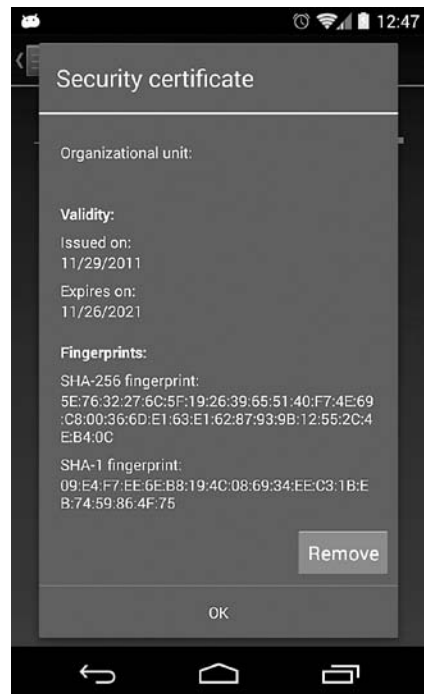 12:47
Security certificate
Organizational unit:
Validity:
Issued on:
11/29/2011
Expires on:
11/26/2021
Fingerprints:
SHA-256 fingerprint:
5E:76:32:27:6C:5F:19:26:39:65:51:40:F7:4E:69
:C8:00:36:6D:E1:63:E1:62:87:93:9B:12:55:2C:4
E:B4:0C
SHA-1 fingerprint:
09:E4:F7:EE:6E:B8:19:4C:08:69:34:EE:C3:1B:E
B:74:59:86:4F:75
Remove
OK